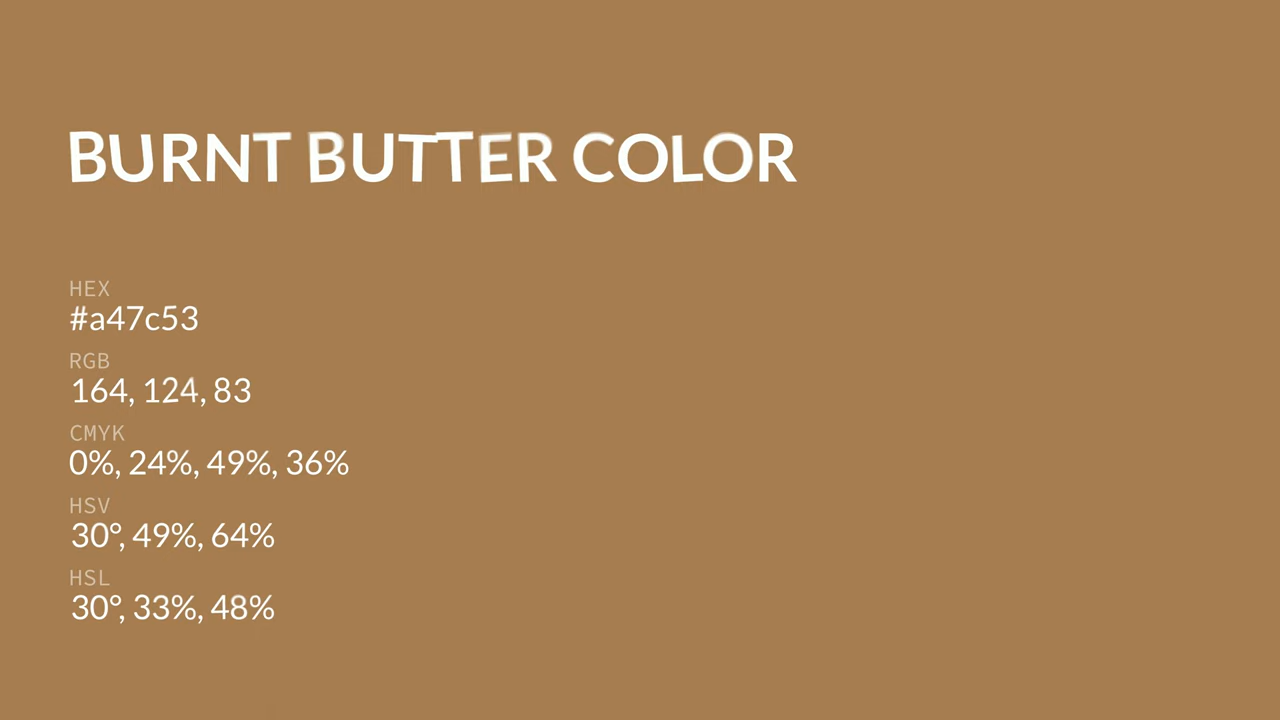 BURNT BUTTER COLOR
HEX
#a47c53
RGB
164, 124, 83
CMYK
0%, 24%, 49%, 36%
HSV
30°, 49%, 64%
HSL
30°, 33%, 48%